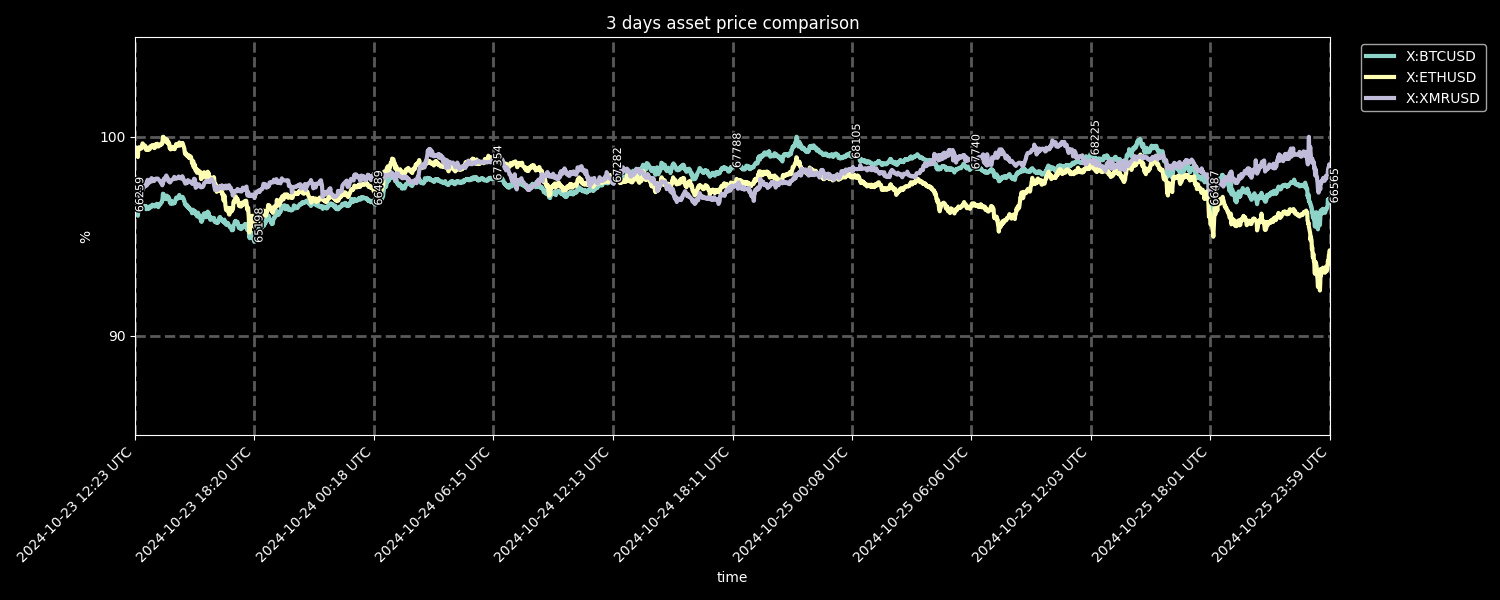 3 days asset price comparison
X:BTCUSD
X:ETHUSD
X:XMRUSD
100
90
%
66259
65198
66489
67354
67282
67788
68105
67740
68225
66487
66565
2024-10-23 12:23 UTC
2024-10-23 18:20 UTC
2024-10-24 00:18 UTC
2024-10-24 06:15 UTC
2024-10-24 12:13 UTC
2024-10-24 18:11 UTC
2024-10-25 00:08 UTC
2024-10-25 06:06 UTC
2024-10-25 12:03 UTC
2024-10-25 18:01 UTC
2024-10-25 23:59 UTC
time